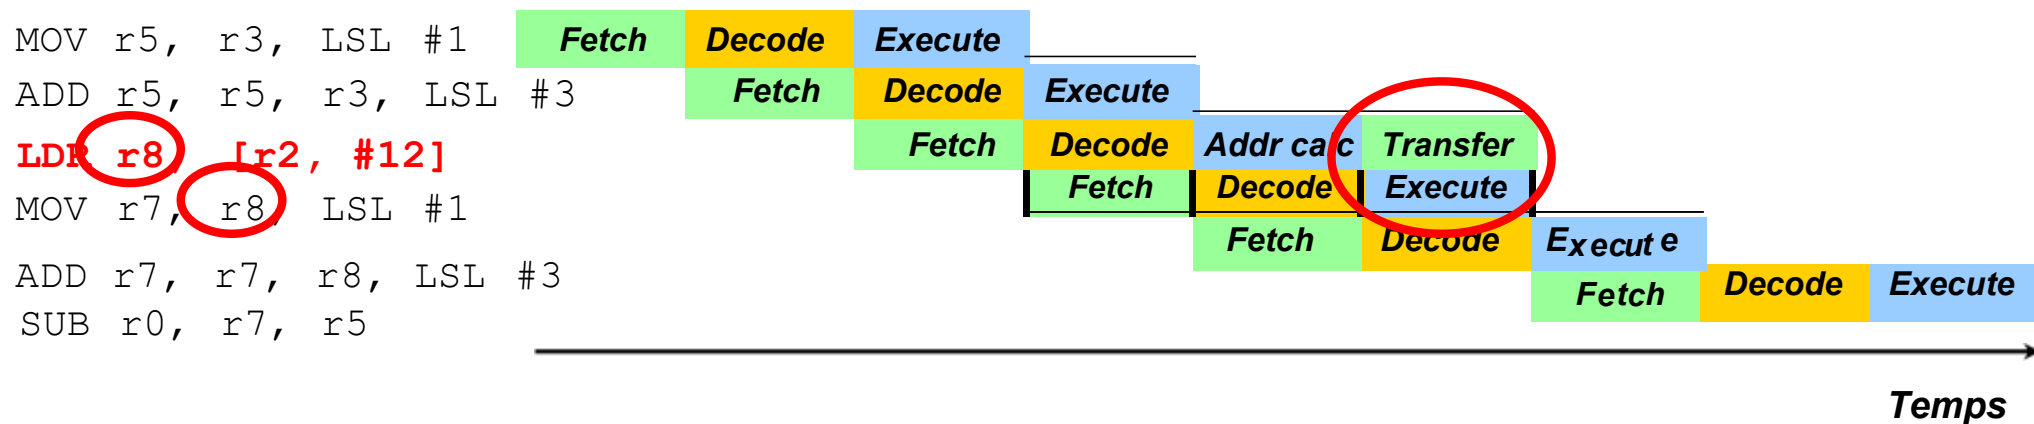 MOV r5, r3, LSL #1 Fetch Decode Execute
ADD r5, r5, r3, LSL #3 Fetch Decode Execute
LDR r8, [r2, #12] Fetch Decode Addr calc Transfer
MOV r7, r8, LSL #1 Fetch Decode Execute
Fetch Decode Execute
ADD r7, r7, r8, LSL #3 Fetch Decode Execute
SUB r0, r7, r5
Temps